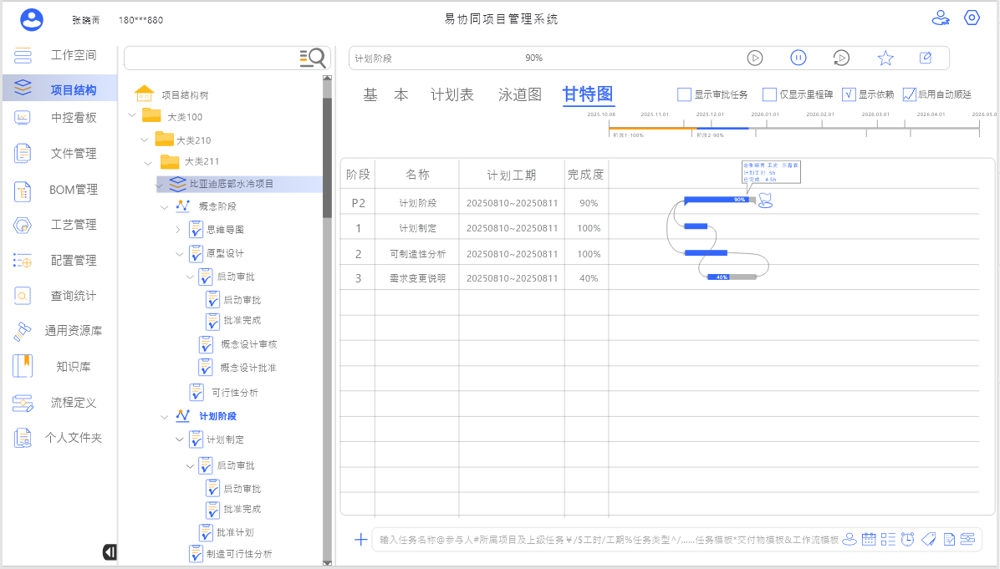 张晓菁 180***880 易协同项目管理系统
工作空间
项目结构
中控看板
文件管理
BOM管理
工艺管理
配置管理
查询统计
通用资源库
知识库
流程定义
个人文件夹
项目结构树
大类100
大类210
大类211
比亚迪底部水冷项目
概念阶段
思维导图
原型设计
启动审批
启动审批
批准完成
概念设计审核
概念设计批准
可行性分析
计划阶段
计划制定
启动审批
启动审批
批准完成
批准计划
制造可行性分析
计划阶段 90%
基 本 计划表 泳道图 甘特图 显示审批任务 仅显示里程碑 √ 显示依赖 启用自动顺延
2025.10.08 2025.11.01 2025.12.01 2026.01.01 2026.02.01 2026.03.01 2026.04.01 2026.05.0
阶段1-100% 阶段2-90%
阶段 名称 计划工期 完成度
@张晓菁 王虎 乐嘉霖
计划工时 5h
已完成 4.5h
P2 计划阶段 20250810~20250811 90% 90%
1 计划制定 20250810~20250811 100%
2 可制造性分析 20250810~20250811 100%
3 需求变更说明 20250810~20250811 40% 40%
输入任务名称@参与人#所属项目及上级任务￥/$工时/工期%任务类型^/......任务模板*交付物模板&工作流模板